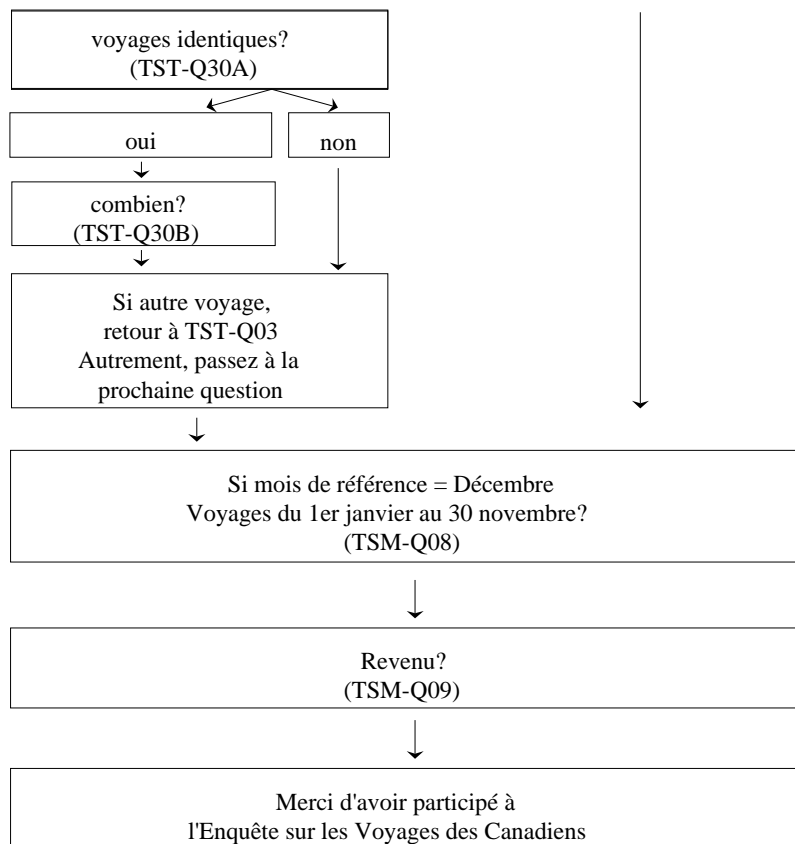 voyages identiques?
(TST-Q30A)
oui
non
combien?
(TST-Q30B)
Si autre voyage,
retour à TST-Q03
Autrement, passez à la
prochaine question
Si mois de référence = Décembre
Voyages du 1er janvier au 30 novembre?
(TSM-Q08)
Revenu?
(TSM-Q09)
Merci d'avoir participé à
l'Enquête sur les Voyages des Canadiens